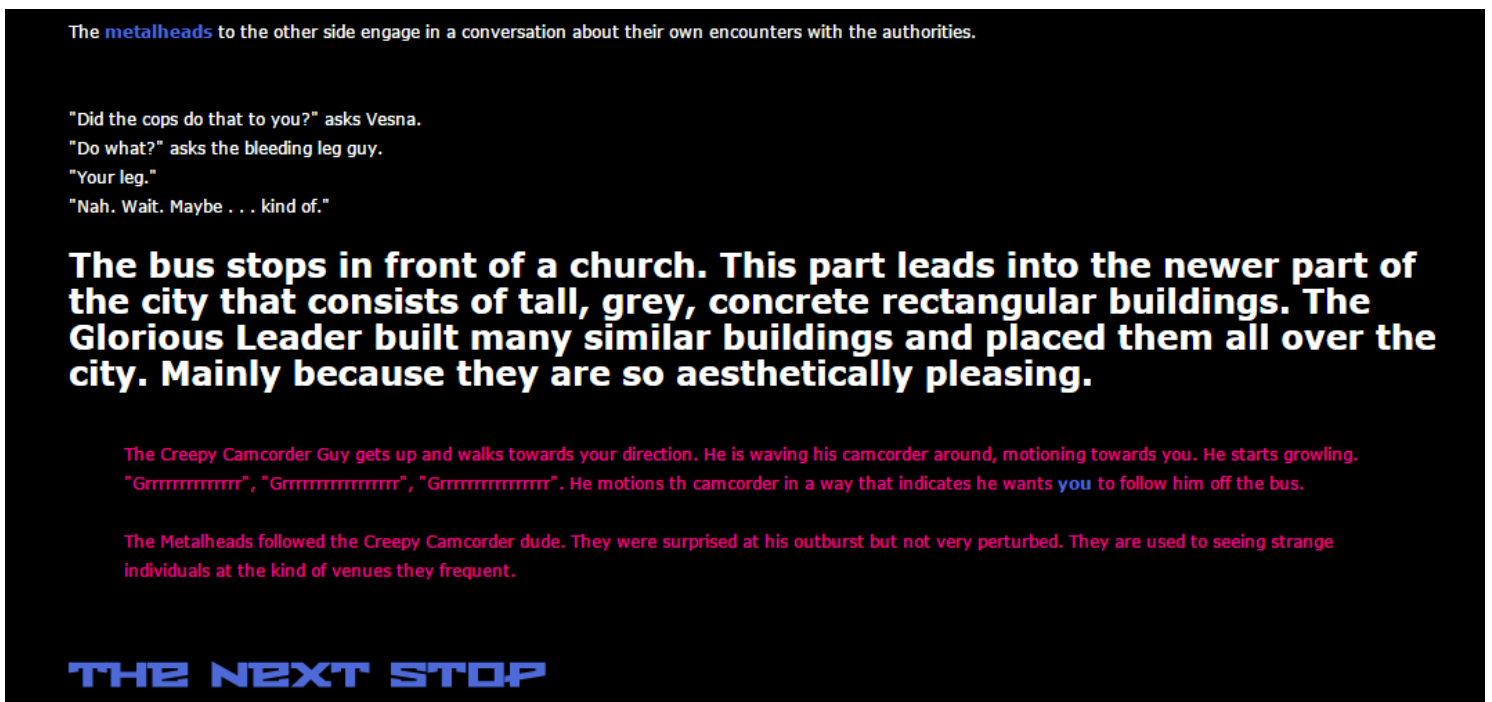 The metalheads to the other side engage in a conversation about their own encounters with the authorities.
"Did the cops do that to you?" asks Vesna.
"Do what?" asks the bleeding leg guy.
"Your leg."
"Nah. Wait. Maybe . . . kind of."
The bus stops in front of a church. This part leads into the newer part of
the city that consists of tall, grey, concrete rectangular buildings. The
Glorious Leader built many similar buildings and placed them all over the
city. Mainly because they are so aesthetically pleasing.
The Creepy Camcorder Guy gets up and walks towards your direction. He is waving his camcorder around, motioning towards you. He starts growling.
"Grrrrrrrrrrrrrrr", "Grrrrrrrrrrrrrrrrrr", "Grrrrrrrrrrrrrrrrr". He motions th camcorder in a way that indicates he wants you to follow him off the bus.
The Metalheads followed the Creepy Camcorder dude. They were surprised at his outburst but not very perturbed. They are used to seeing strange
individuals at the kind of venues they frequent.
THE NEXT STOP